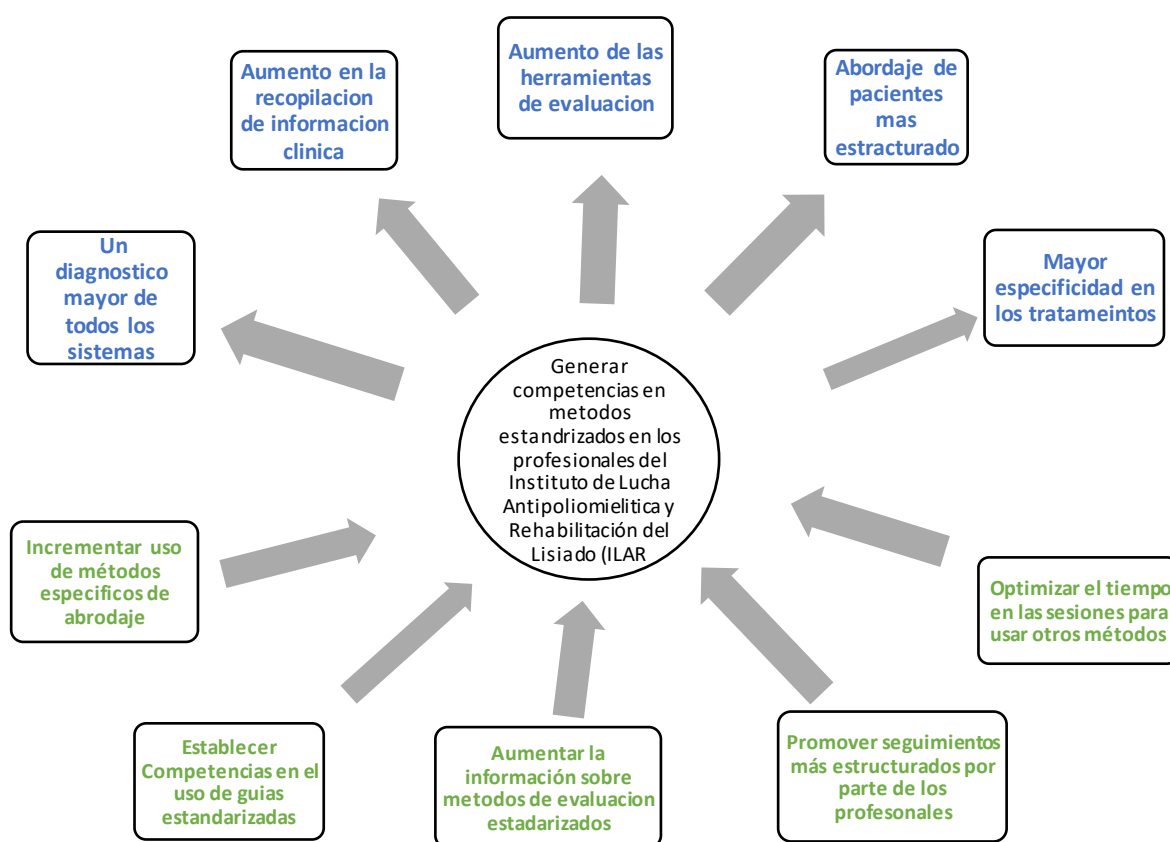 Aumento en la
recopilacion
de informacion
clinica
Aumento de las
herramientas
de evaluacion
Abordaje de
pacientes
mas
estracturado
Un
diagnostico
mayor de
todos los
sistemas
Mayor
especificidad en
los tratameintos
Generar
competencias en
metodos
estandrizados en los
profesionales del
Instituto de Lucha
Antipoliomielitica y
Rehabilitación del
Lisiado (ILAR
Incrementar uso
de métodos
especificos de
abrodaje
Optimizar el tiempo
en las sesiones para
usar otros métodos
Establecer
Competencias en el
uso de guias
estandarizadas
Aumentar la
información sobre
metodos de evaluacion
estadarizados
Promover seguimientos
más estructurados por
parte de los
profesionales